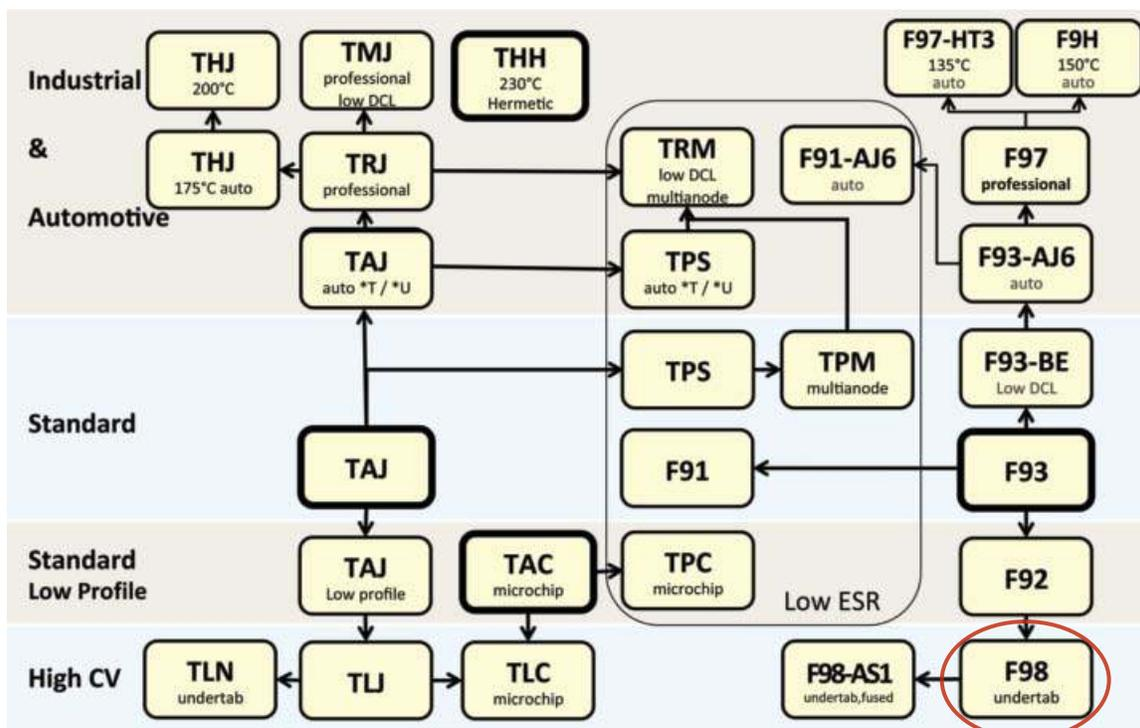 Industrial
&
Automotive
THJ
200°C
TMJ
professional
low DCL
THH
230°C
Hermetic
F97-HT3
135°C
auto
F9H
150°C
auto
THJ
175°C auto
TRJ
professional
TRM
low DCL
multianode
F91-AJ6
auto
F97
professional
TAJ
auto *T / *U
TPS
auto *T / *U
F93-AJ6
auto
Standard
TPS
TPM
multianode
F93-BE
Low DCL
TAJ
F91
F93
Standard
Low Profile
TAJ
Low profile
TAC
microchip
TPC
microchip
Low ESR
F92
High CV
TLN
undertab
TLJ
TLC
microchip
F98-AS1
undertab,fused
F98
undertab